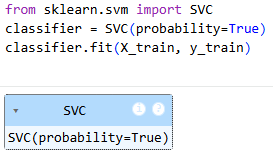 from sklearn.svm import SVC
classifier = SVC(probability=True)
classifier.fit(X_train, y_train)
▾ SVC i ?
SVC(probability=True)